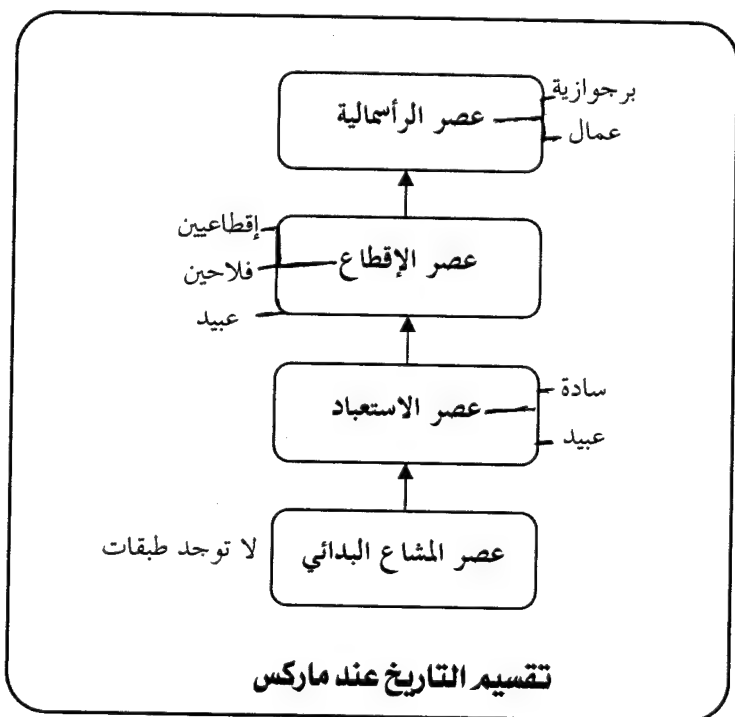 برجوازية
عصر الرأسمالية
عمال
إقطاعيين
عصر الإقطاع
فلاحين
عبيد
سادة
عصر الاستعباد
عبيد
عصر المشاع البدائي
لا توجد طبقات
تقسيم التاريخ عند ماركس